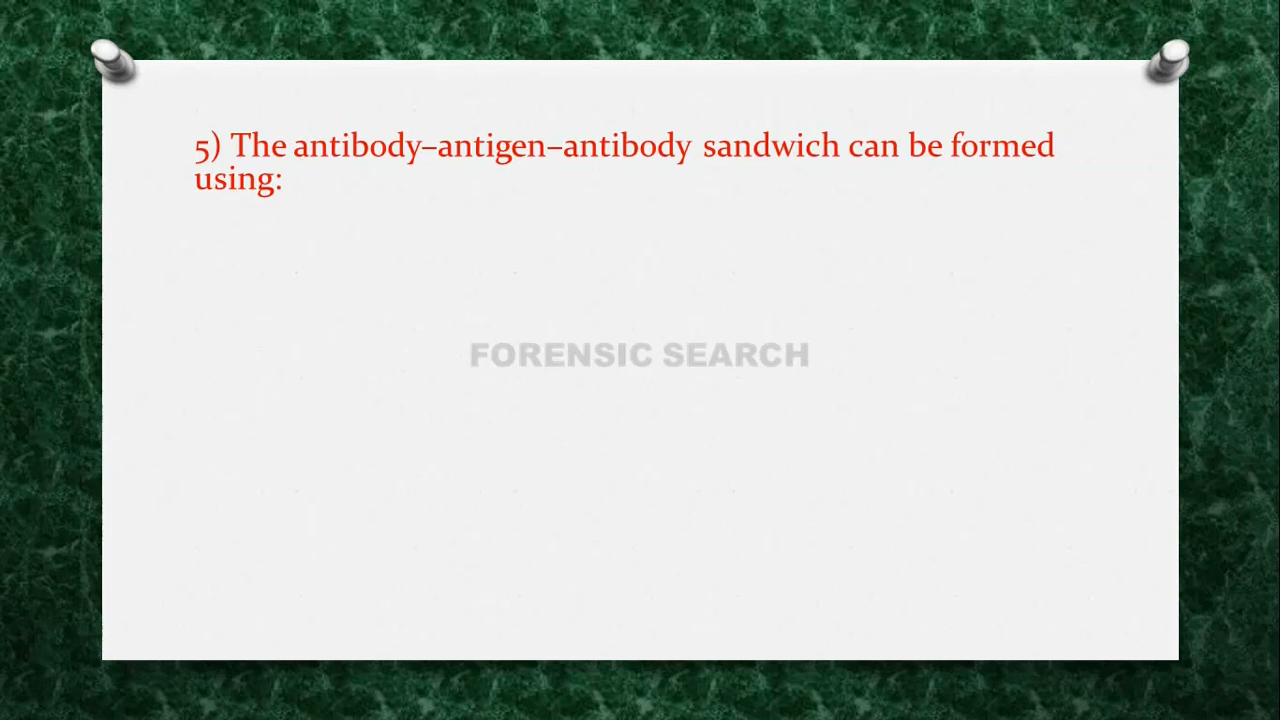 5) The antibody–antigen–antibody sandwich can be formed
using:
FORENSIC SEARCH